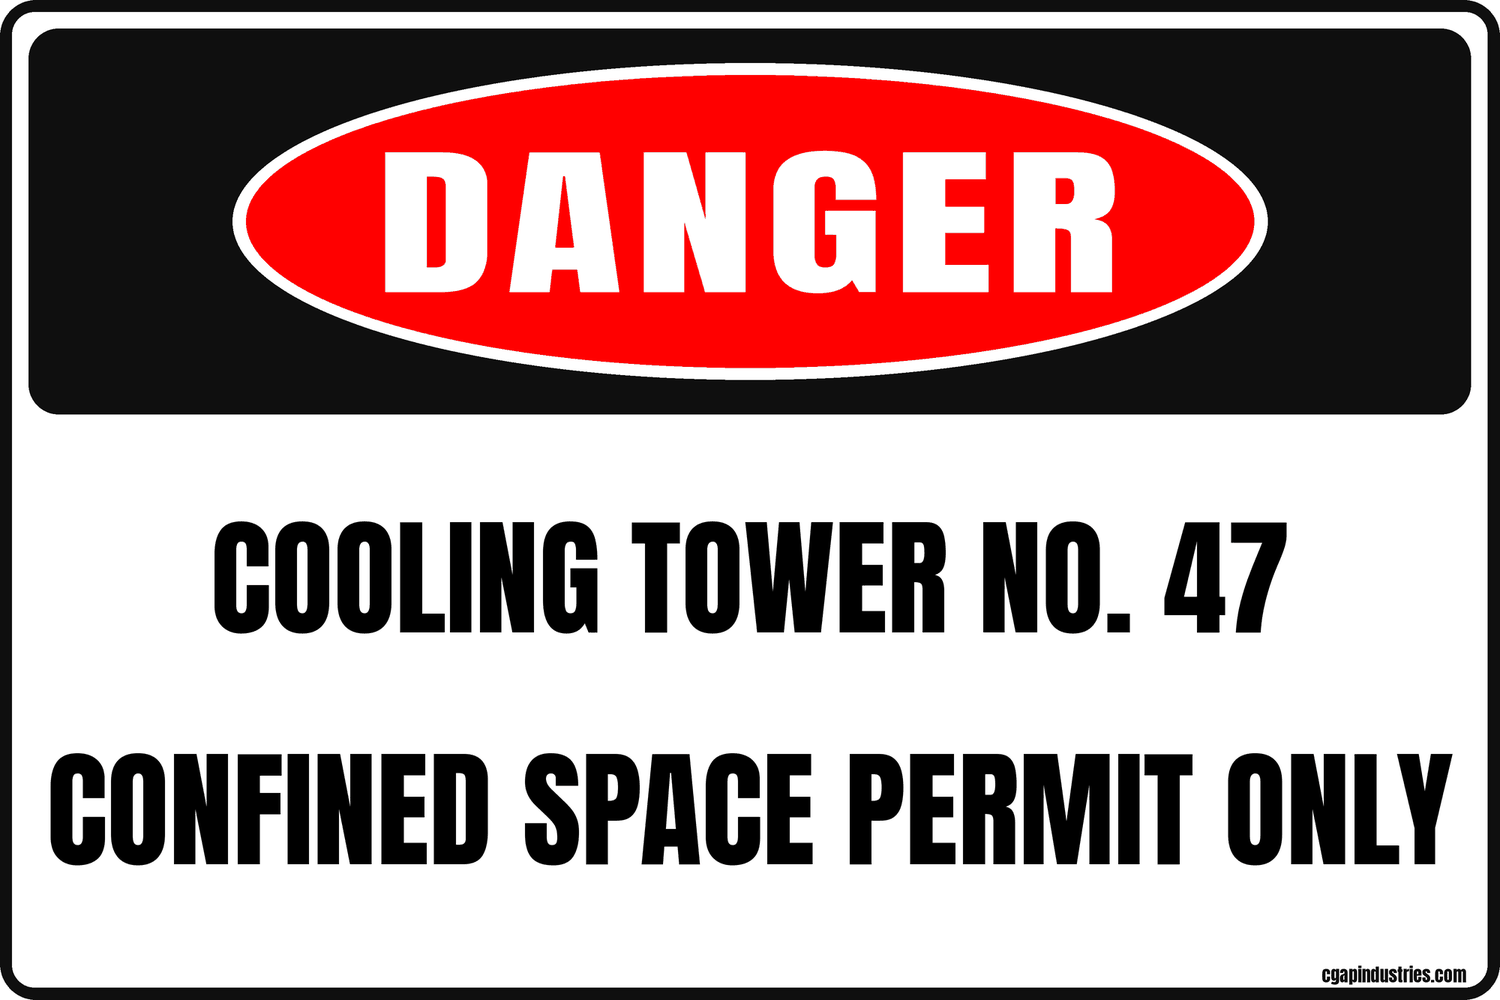 DANGER
COOLING TOWER NO. 47
CONFINED SPACE PERMIT ONLY
cgapindustries.com